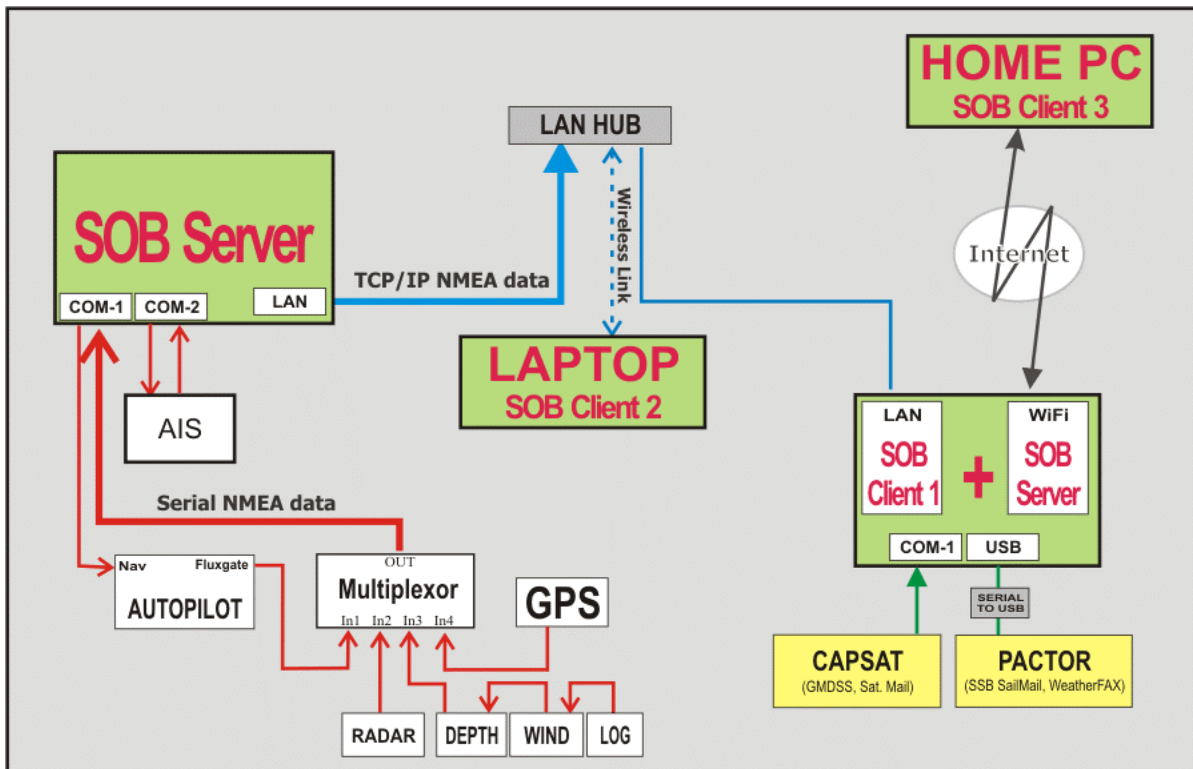 HOME PC
SOB Client 3
LAN HUB
SOB Server
COM-1
COM-2
LAN
TCP/IP NMEA data
Wireless Link
Internet
LAPTOP
SOB Client 2
AIS
LAN
SOB
Client 1
+
WiFi
SOB
Server
COM-1
USB
Serial NMEA data
Nav
Fluxgate
AUTOPILOT
OUT
Multiplexor
In1
In2
In3
In4
GPS
SERIAL
TO USB
CAPSAT
(GMDSS, Sat. Mail)
PACTOR
(SSB SailMail, WeatherFAX)
RADAR
DEPTH
WIND
LOG